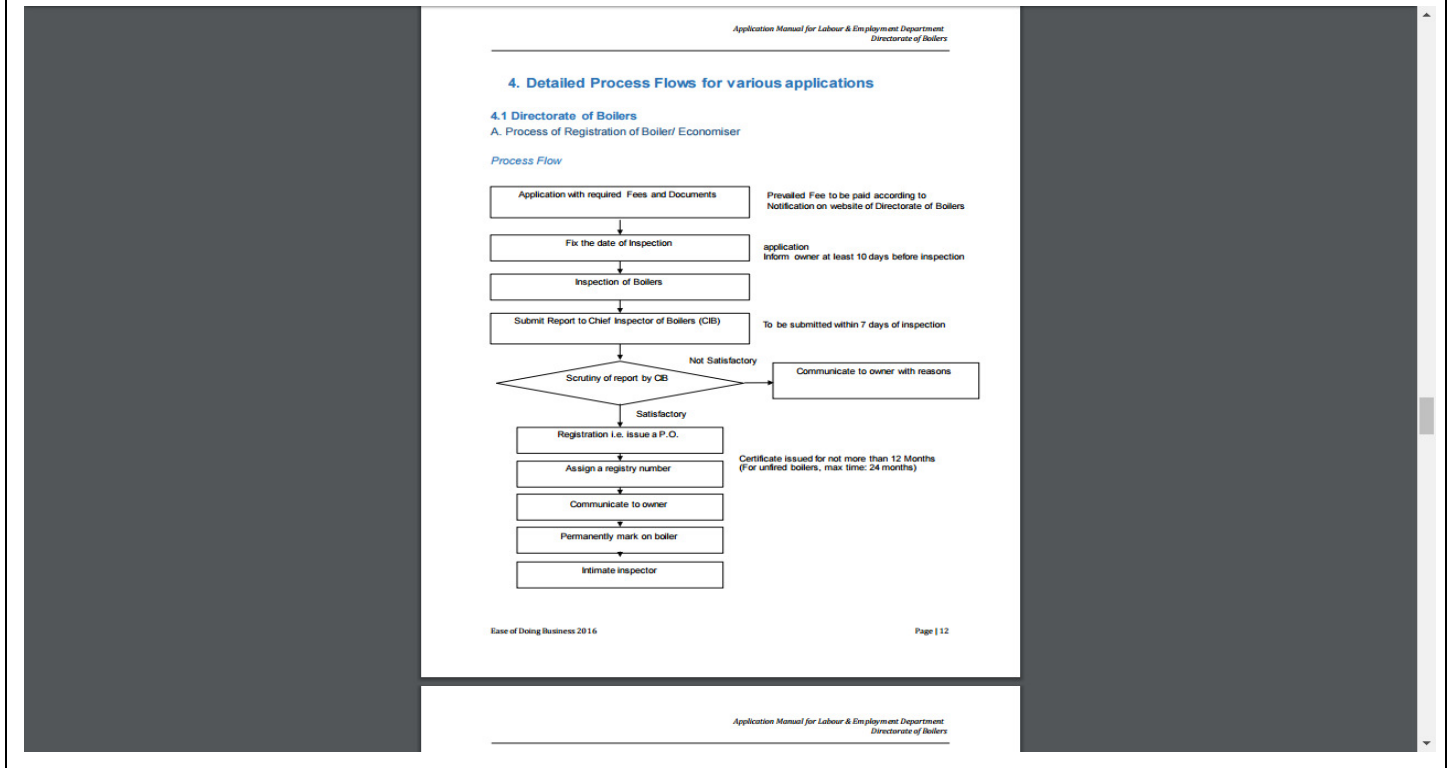 Application Manual for Labour & Employment Department
Directorate of Boilers
4. Detailed Process Flows for various applications
4.1 Directorate of Boilers
A. Process of Registration of Boiler/ Economiser
Process Flow
Application with required Fees and Documents
Prevailed Fee to be paid according to
Notification on website of Directorate of Boilers
Fix the date of Inspection
application
Inform owner at least 10 days before inspection
Inspection of Boilers
Submit Report to Chief Inspector of Boilers (CIB)
To be submitted within 7 days of inspection
Not Satisfactory
Scrutiny of report by CIB
Communicate to owner with reasons
Satisfactory
Registration i.e. issue a P.O.
Certificate issued for not more than 12 Months
(For unfired boilers, max time: 24 months)
Assign a registry number
Communicate to owner
Permanently mark on boiler
Intimate inspector
Ease of Doing Business 2016
Page | 12
Application Manual for Labour & Employment Department
Directorate of Boilers